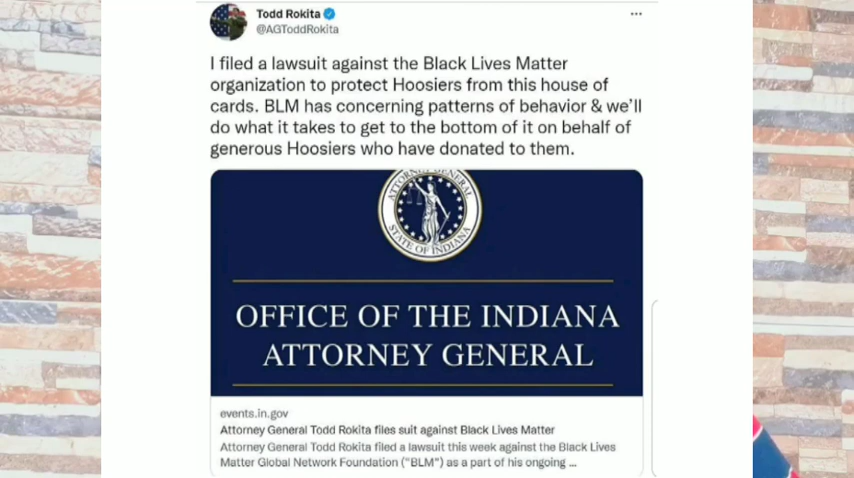 Todd Rokita
@AGToddRokita
I filed a lawsuit against the Black Lives Matter
organization to protect Hoosiers from this house of
cards. BLM has concerning patterns of behavior & we'll
do what it takes to get to the bottom of it on behalf of
generous Hoosiers who have donated to them.
ATTORNEY GENERAL
STATE OF INDIANA
OFFICE OF THE INDIANA
ATTORNEY GENERAL
events.in.gov
Attorney General Todd Rokita files suit against Black Lives Matter
Attorney General Todd Rokita filed a lawsuit this week against the Black Lives
Matter Global Network Foundation ("BLM") as a part of his ongoing ...